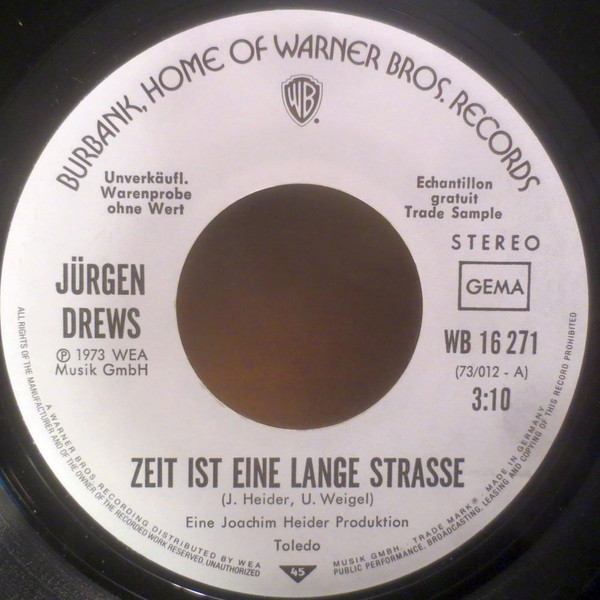 BURBANK, HOME OF WARNER BROS. RECORDS
WB
Unverkäufl.
Warenprobe
ohne Wert
Echantillon
gratuit
Trade Sample
STEREO
GEMA
JÜRGEN
DREWS
℗ 1973 WEA
Musik GmbH
WB 16 271
(73/012 - A)
3:10
ZEIT IST EINE LANGE STRASSE
(J. Heider, U. Weigel)
Eine Joachim Heider Produktion
Toledo
45
A WARNER BROS. RECORDING DISTRIBUTED BY WEA MUSIK GMBH. · TRADE MARK® MADE IN GERMANY
ALL RIGHTS OF THE MANUFACTURER AND OF THE OWNER OF THE RECORDED WORK RESERVED. UNAUTHORIZED PUBLIC PERFORMANCE, BROADCASTING, LEASING AND COPYING OF THIS RECORD PROHIBITED